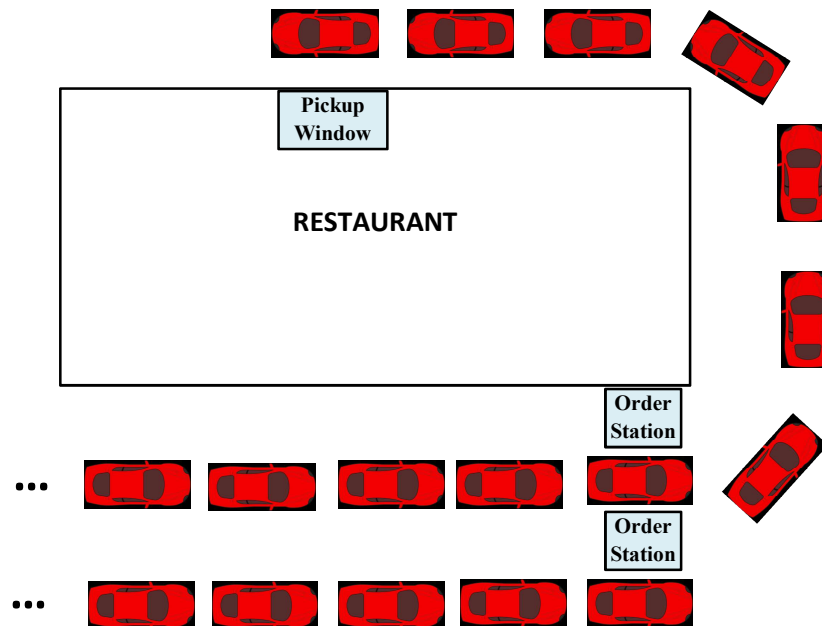 Pickup
Window
RESTAURANT
Order
Station
...
Order
Station
...